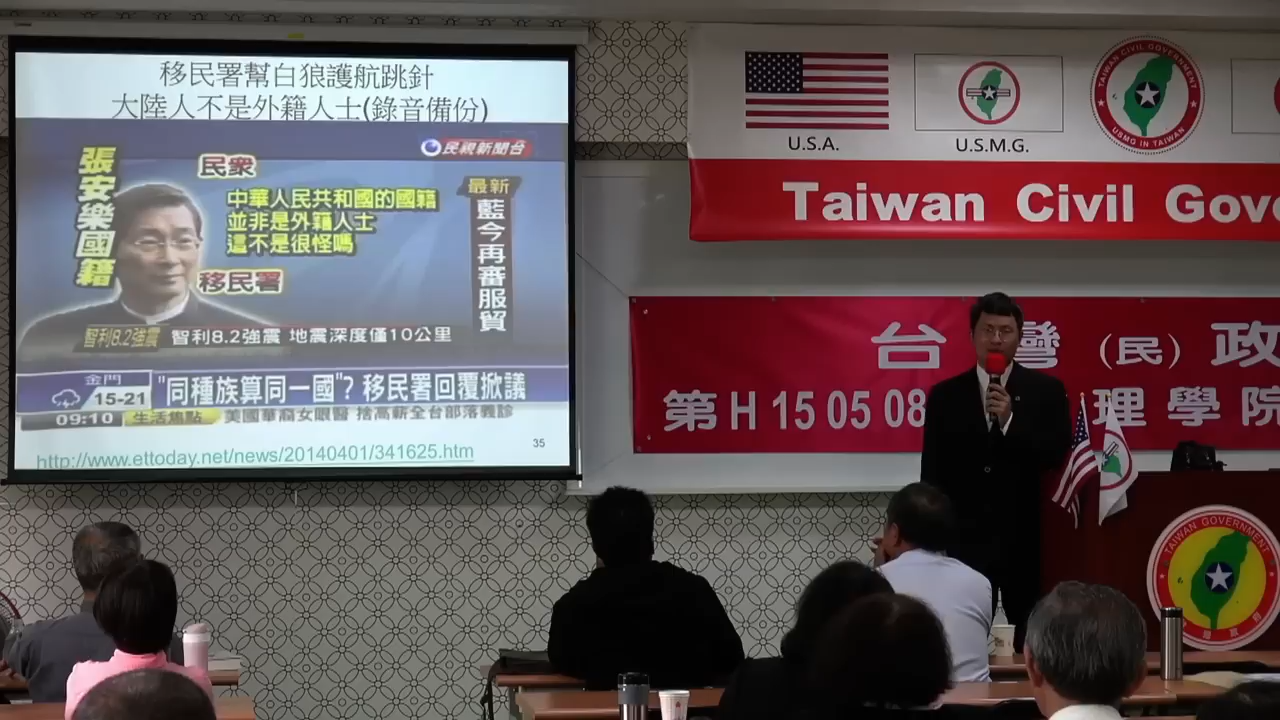 移民署幫白狼護航跳針
大陸人不是外籍人士(錄音備份)
民視新聞台
張安樂國籍
民眾
中華人民共和國的國籍
並非是外籍人士
這不是很怪嗎
移民署
最新
藍今再審服貿
智利8.2強震
智利8.2強震 地震深度僅10公里
金門
15-21
"同種族算同一國"? 移民署回覆掀議
09:10
生活焦點
美國華裔女眼醫 捨高薪全台部落義診
35
http://www.ettoday.net/news/20140401/341625.htm
U.S.A.
U.S.M.G.
TAIWAN CIVIL GOVERNMENT
USMG IN TAIWAN
Taiwan Civil Gove
台灣(民)政
第H 15 05 08
理學院
TAIWAN GOVERNMENT